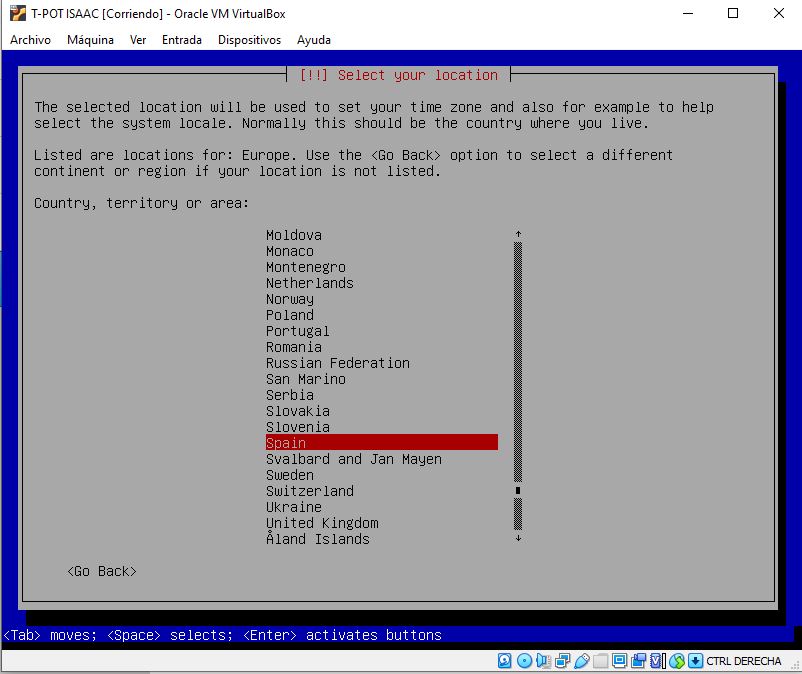 T-POT ISAAC [Corriendo] - Oracle VM VirtualBox
Archivo Máquina Ver Entrada Dispositivos Ayuda
[!!] Select your location
The selected location will be used to set your time zone and also for example to help
select the system locale. Normally this should be the country where you live.
Listed are locations for: Europe. Use the <Go Back> option to select a different
continent or region if your location is not listed.
Country, territory or area:
Moldova
Monaco
Montenegro
Netherlands
Norway
Poland
Portugal
Romania
Russian Federation
San Marino
Serbia
Slovakia
Slovenia
Spain
Svalbard and Jan Mayen
Sweden
Switzerland
Ukraine
United Kingdom
Åland Islands
<Go Back>
<Tab> moves; <Space> selects; <Enter> activates buttons
CTRL DERECHA